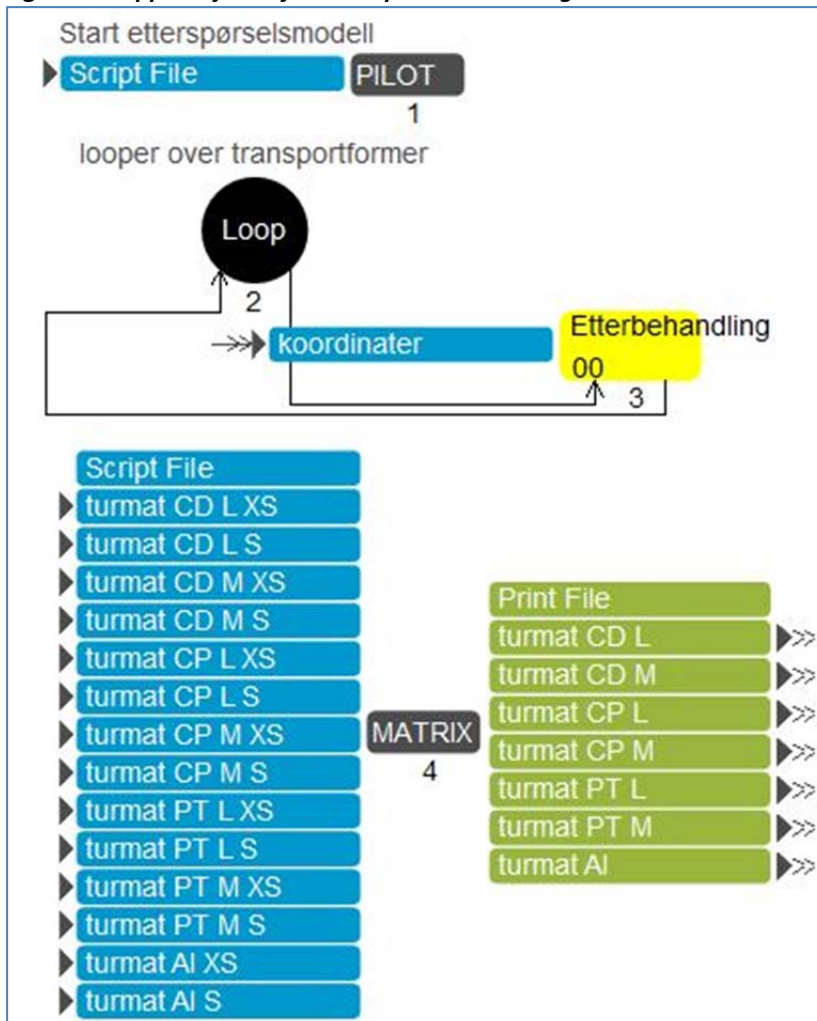 Start etterspørselsmodell
Script File PILOT
1
looper over transportformer
Loop
2
koordinater
Etterbehandling
00
3
Script File
turmat CD L XS
turmat CD L S
turmat CD M XS
turmat CD M S
turmat CP L XS
turmat CP L S
turmat CP M XS
turmat CP M S
turmat PT L XS
turmat PT L S
turmat PT M XS
turmat PT M S
turmat AI XS
turmat AI S
MATRIX
4
Print File
turmat CD L
turmat CD M
turmat CP L
turmat CP M
turmat PT L
turmat PT M
turmat AI